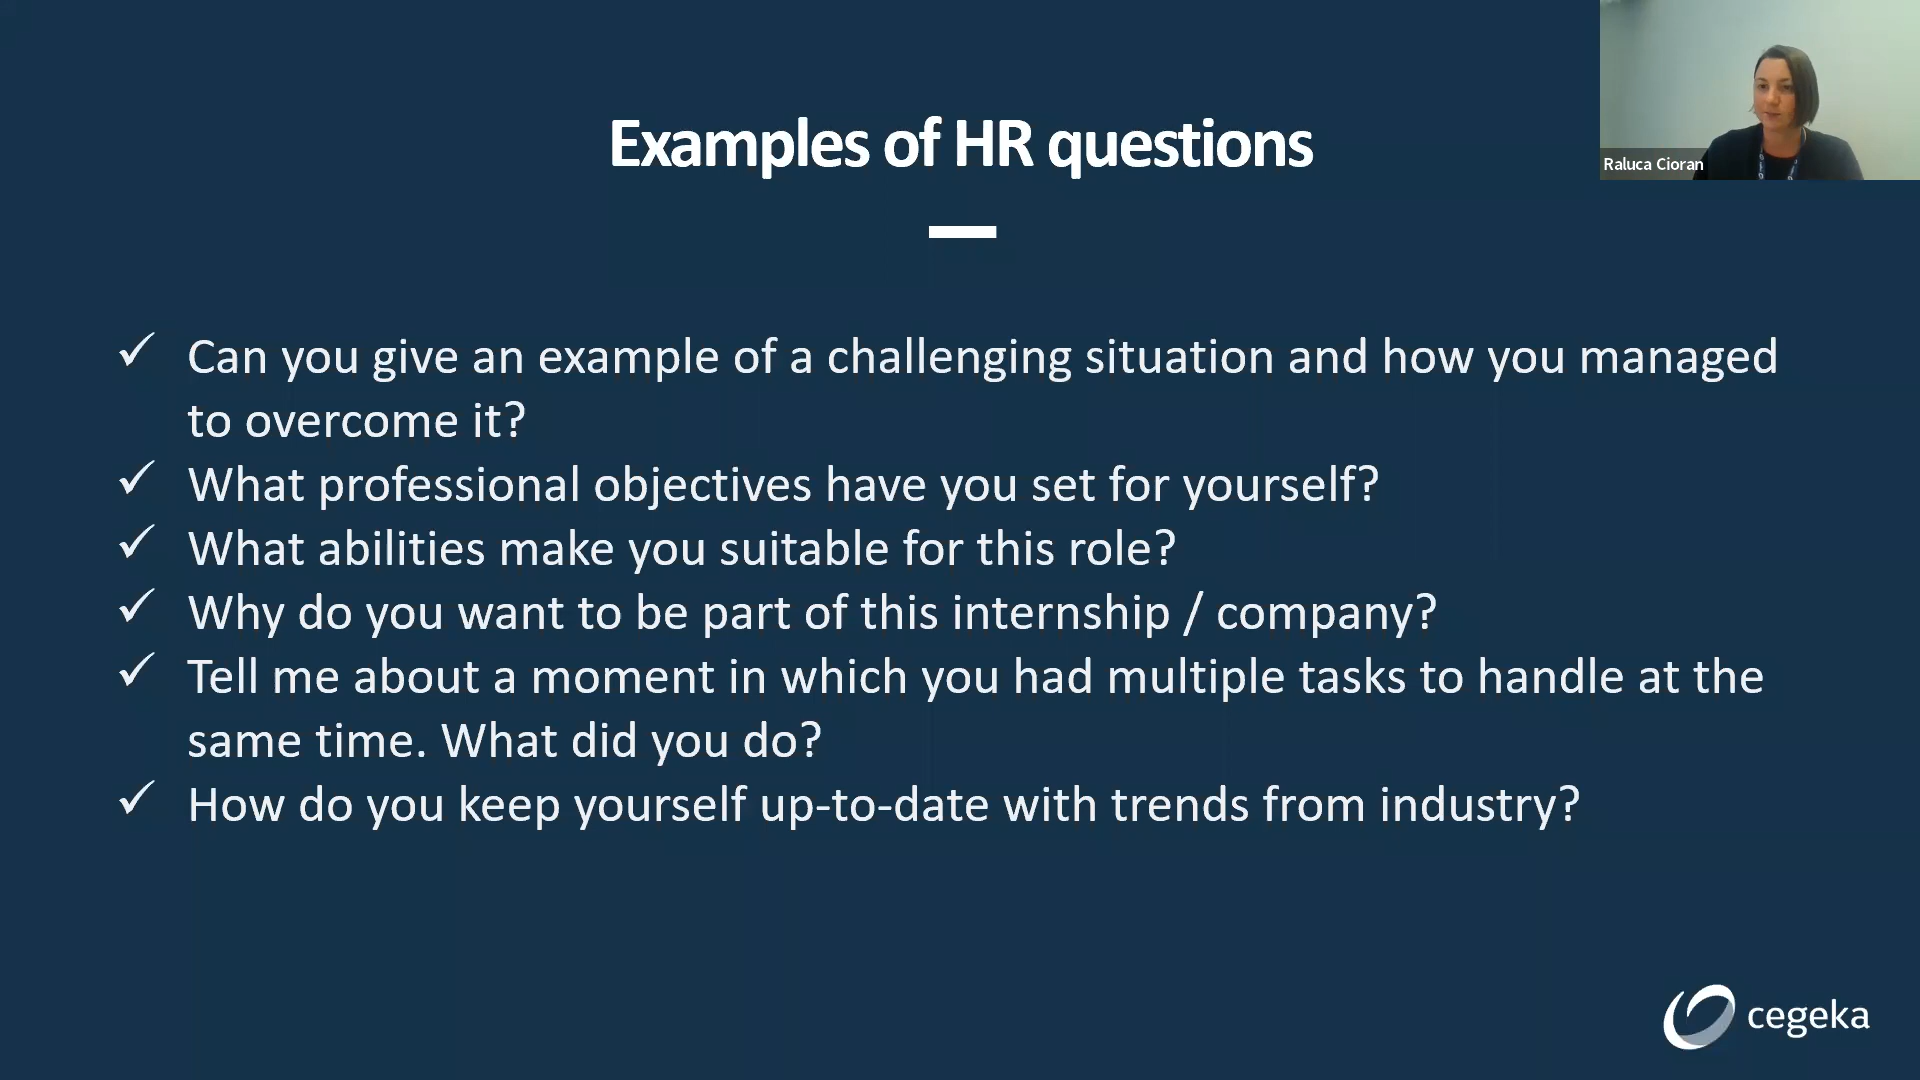 Examples of HR questions
Raluca Cioran
Can you give an example of a challenging situation and how you managed
to overcome it?
What professional objectives have you set for yourself?
What abilities make you suitable for this role?
Why do you want to be part of this internship / company?
Tell me about a moment in which you had multiple tasks to handle at the
same time. What did you do?
How do you keep yourself up-to-date with trends from industry?
cegeka